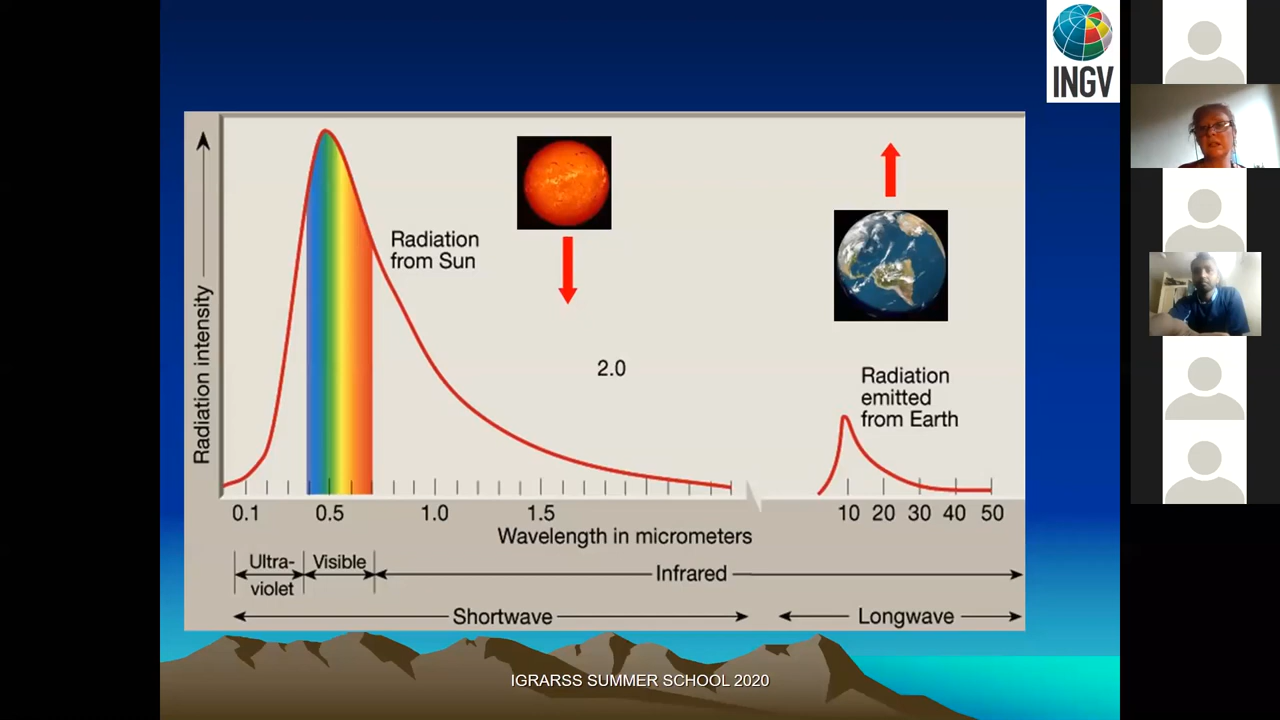 INGV
Radiation intensity
Radiation
from Sun
2.0
Radiation
emitted
from Earth
0.1 0.5 1.0 1.5 10 20 30 40 50
Wavelength in micrometers
Ultra-
violet
Visible
Infrared
Shortwave
Longwave
IGRARSS SUMMER SCHOOL 2020